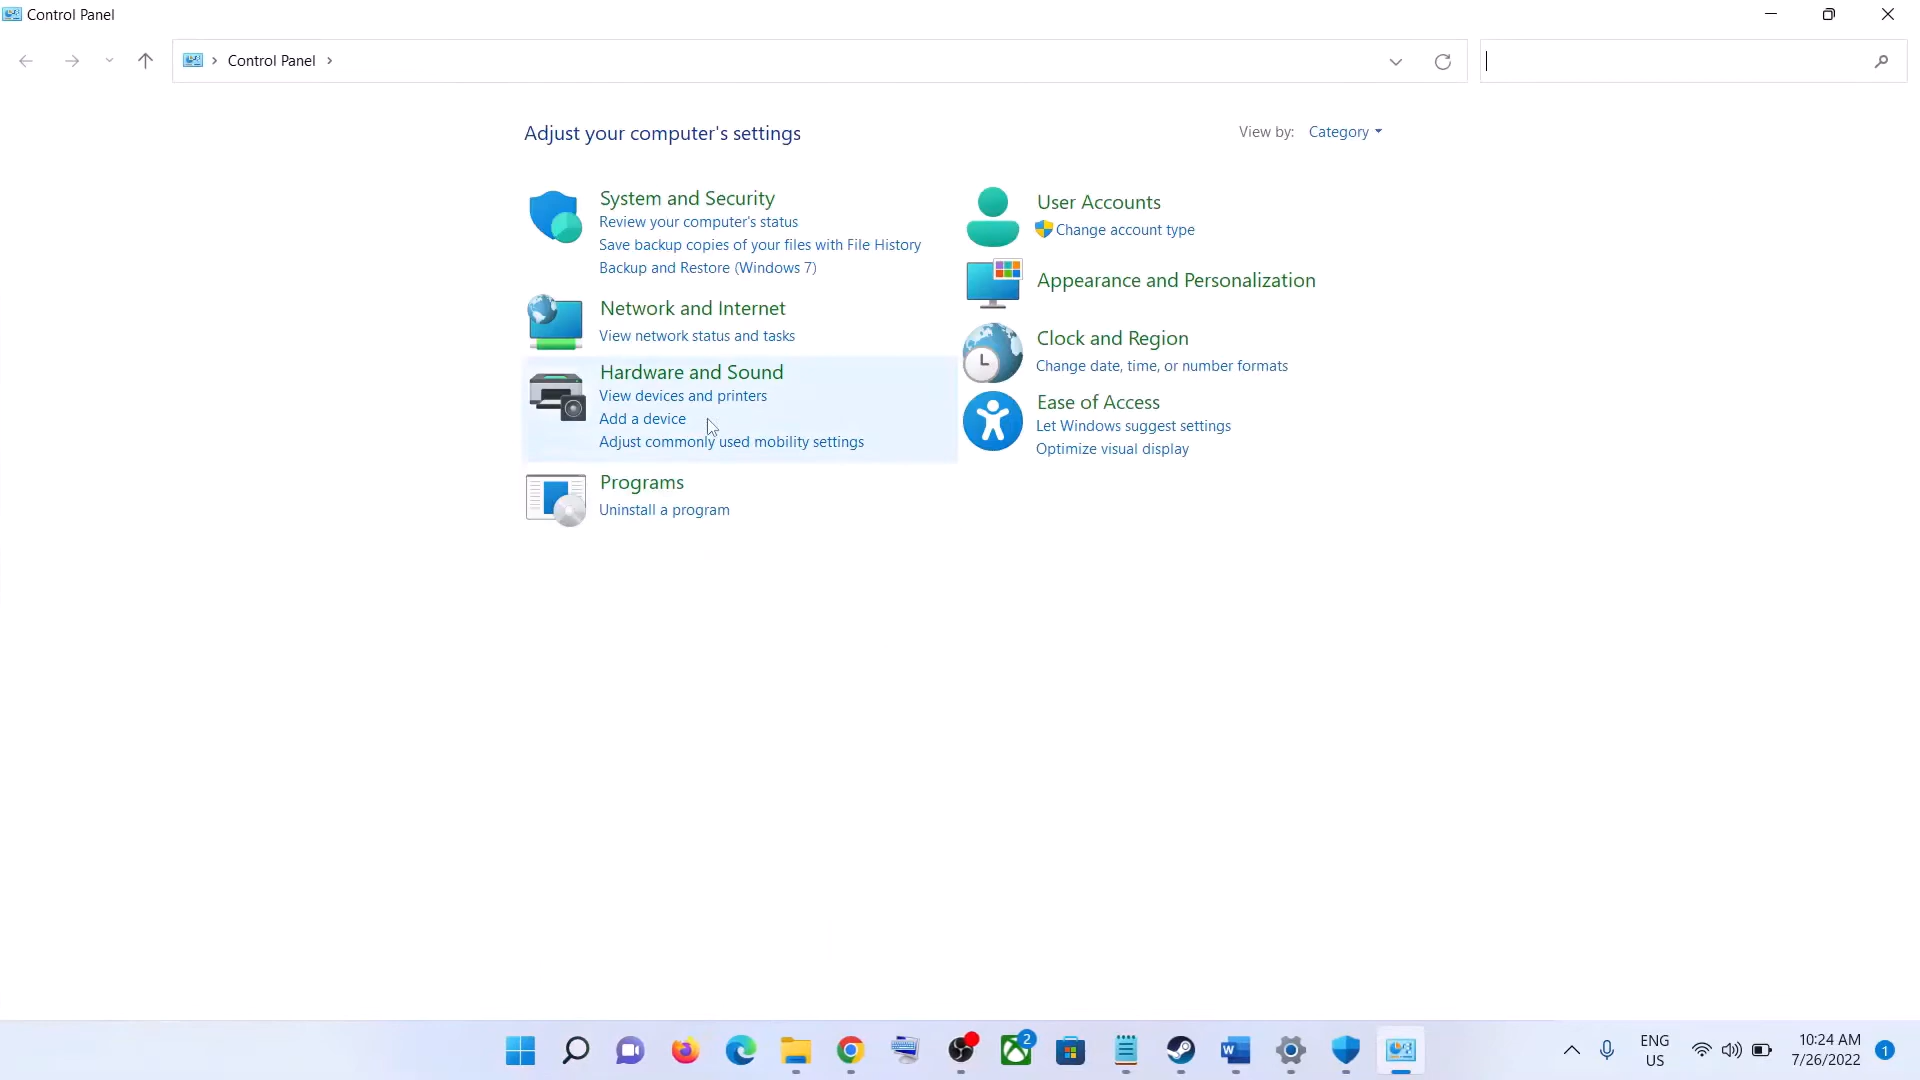 Control Panel
Control Panel
Adjust your computer's settings
View by: Category
System and Security
Review your computer's status
Save backup copies of your files with File History
Backup and Restore (Windows 7)
Network and Internet
View network status and tasks
Hardware and Sound
View devices and printers
Add a device
Adjust commonly used mobility settings
Programs
Uninstall a program
User Accounts
Change account type
Appearance and Personalization
Clock and Region
Change date, time, or number formats
Ease of Access
Let Windows suggest settings
Optimize visual display
2
W
ENG
US
10:24 AM
7/26/2022
1